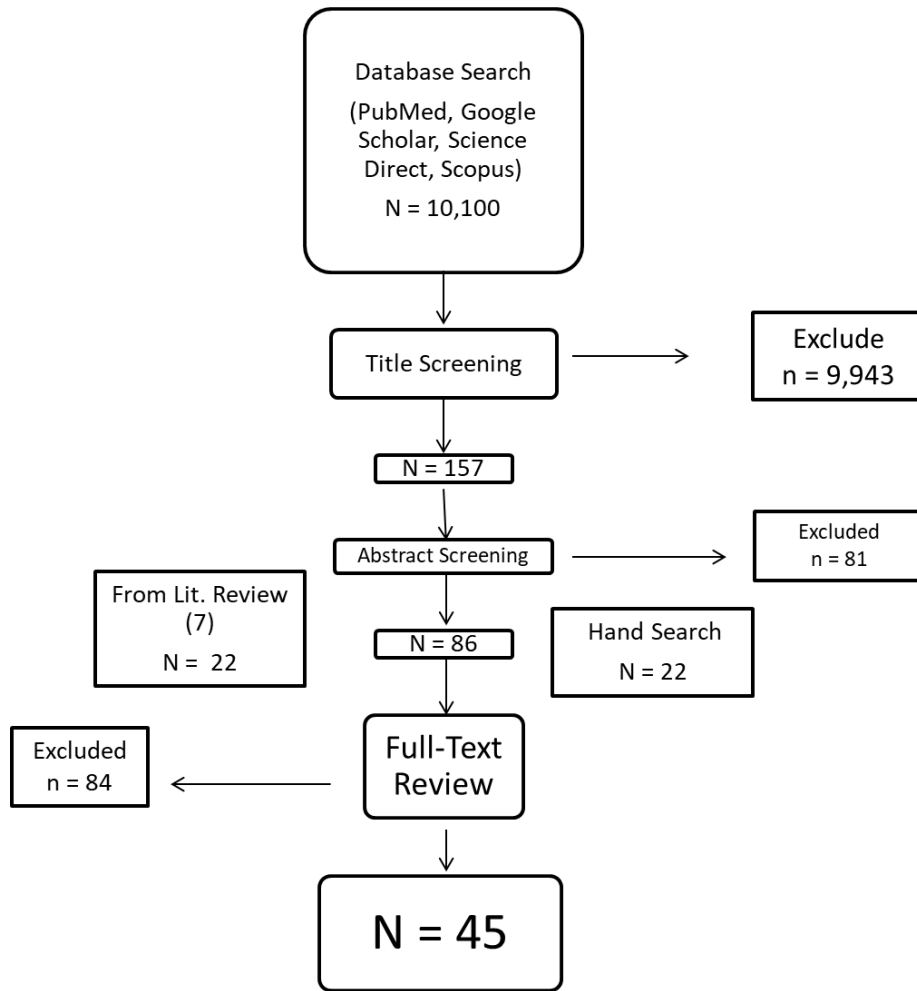 Database Search
(PubMed, Google
Scholar, Science
Direct, Scopus)
N = 10,100
Title Screening
Exclude
n = 9,943
N = 157
Abstract Screening
Excluded
n = 81
From Lit. Review
(7)
N = 22
N = 86
Hand Search
N = 22
Excluded
n = 84
Full-Text
Review
N = 45